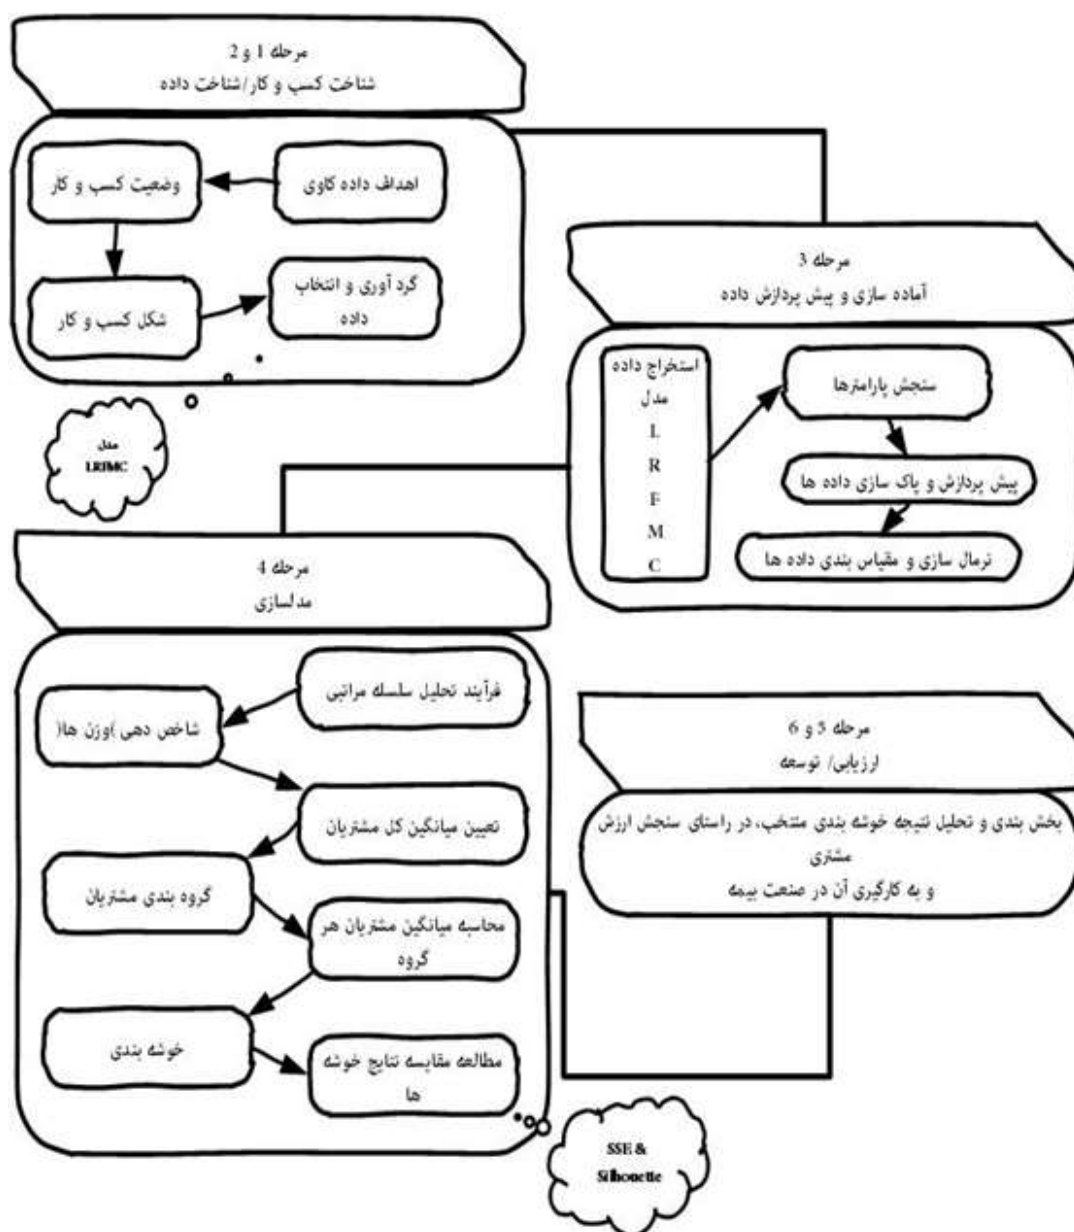 مرحله 1 و 2
شناخت کسب و کار/شناخت داده
اهداف داده کاوی
وضعیت کسب و کار
شکل کسب و کار
گرد آوری و انتخاب
داده
مدل
LRFMC
مرحله 3
آماده سازی و پیش پردازش داده
استخراج داده
مدل
L
R
F
M
C
سنجش پارامترها
پیش پردازش و پاک سازی داده ها
نرمال سازی و مقیاس بندی داده ها
مرحله 4
مدلسازی
فرآیند تحلیل سلسله مراتبی
شاخص دهی )وزن ها(
تعیین میانگین کل مشتریان
گروه بندی مشتریان
محاسبه میانگین مشتریان هر
گروه
خوشه بندی
مطالعه مقایسه نتایج خوشه
ها
SSE &
Silhouette
مرحله 5 و 6
ارزیابی/ توسعه
بخش بندی و تحلیل نتیجه خوشه بندی منتخب، در راستای سنجش ارزش
مشتری
و به کارگیری آن در صنعت بیمه